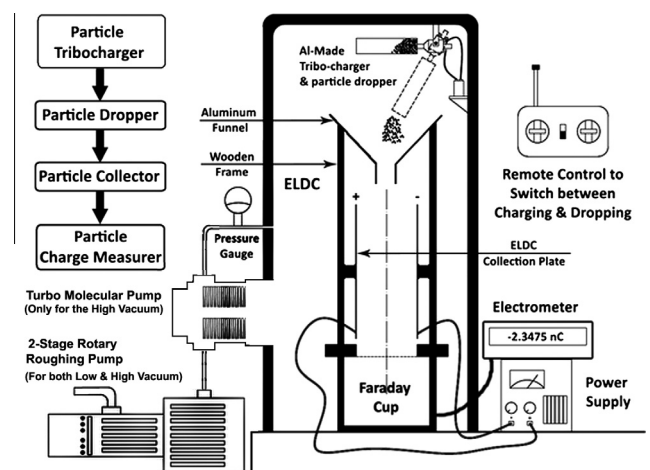 Particle
Tribocharger
Particle Dropper
Particle Collector
Particle
Charge Measurer
Al-Made
Tribo-charger
& particle dropper
Aluminum
Funnel
Wooden
Frame
ELDC
+
-
Pressure
Gauge
Remote Control to
Switch between
Charging & Dropping
ELDC
Collection Plate
Turbo Molecular Pump
(Only for the High Vacuum)
2-Stage Rotary
Roughing Pump
(For both Low & High Vacuum)
Electrometer
-2.3475 nC
Power
Supply
Faraday
Cup